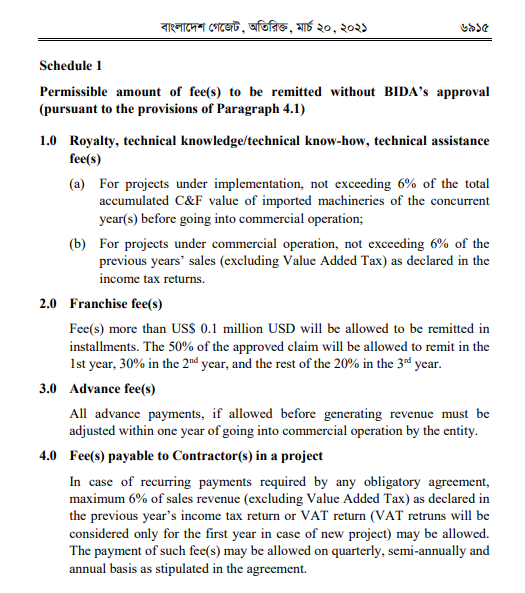 বাংলাদেশ গেজেট, অতিরিক্ত, মার্চ ২০, ২০২১ ৬৯১৫
Schedule 1
Permissible amount of fee(s) to be remitted without BIDA's approval
(pursuant to the provisions of Paragraph 4.1)
1.0 Royalty, technical knowledge/technical know-how, technical assistance
fee(s)
(a) For projects under implementation, not exceeding 6% of the total
accumulated C&F value of imported machineries of the concurrent
year(s) before going into commercial operation;
(b) For projects under commercial operation, not exceeding 6% of the
previous years' sales (excluding Value Added Tax) as declared in the
income tax returns.
2.0 Franchise fee(s)
Fee(s) more than US$ 0.1 million USD will be allowed to be remitted in
installments. The 50% of the approved claim will be allowed to remit in the
1st year, 30% in the 2nd year, and the rest of the 20% in the 3rd year.
3.0 Advance fee(s)
All advance payments, if allowed before generating revenue must be
adjusted within one year of going into commercial operation by the entity.
4.0 Fee(s) payable to Contractor(s) in a project
In case of recurring payments required by any obligatory agreement,
maximum 6% of sales revenue (excluding Value Added Tax) as declared in
the previous year's income tax return or VAT return (VAT retruns will be
considered only for the first year in case of new project) may be allowed.
The payment of such fee(s) may be allowed on quarterly, semi-annually and
annual basis as stipulated in the agreement.